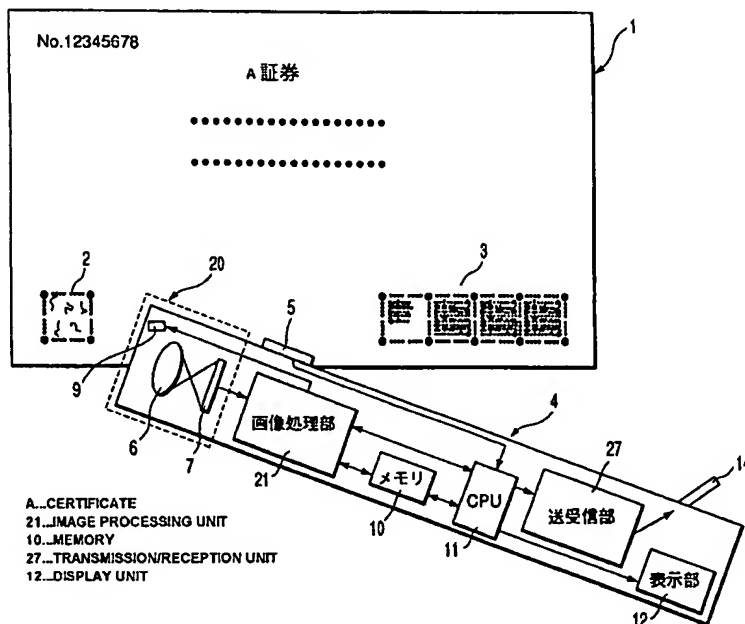 No.12345678
1
A 証券
2
20
3
5
9
4
6
7
画像処理部
21
メモリ
10
CPU
11
27
送受信部
14
表示部
12
A...CERTIFICATE
21...IMAGE PROCESSING UNIT
10...MEMORY
27...TRANSMISSION/RECEPTION UNIT
12...DISPLAY UNIT